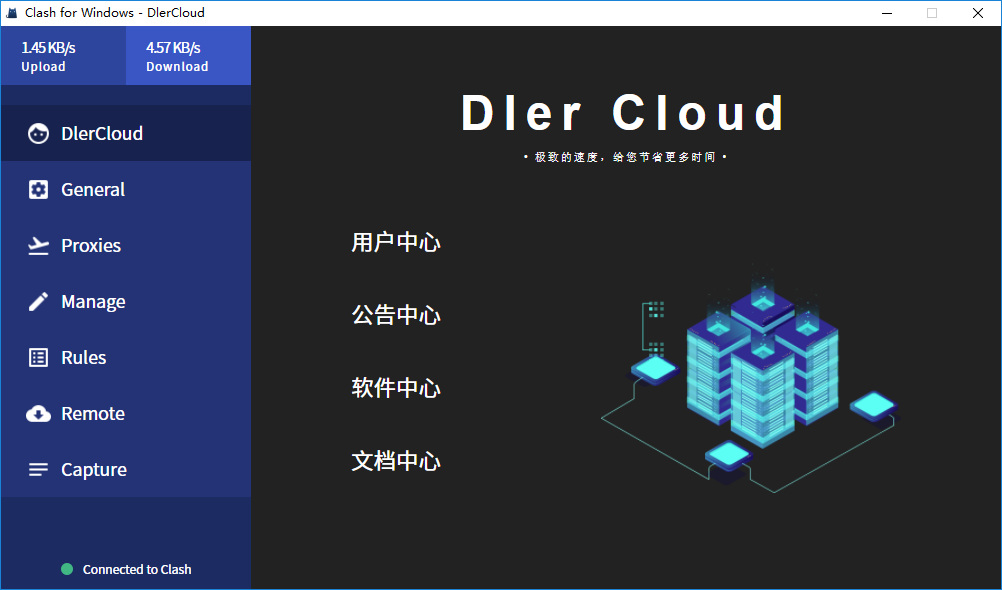 Clash for Windows - DlerCloud
1.45 KB/s
Upload
4.57 KB/s
Download
DlerCloud
General
Proxies
Manage
Rules
Remote
Capture
Connected to Clash
Dler Cloud
• 极致的速度，给您节省更多时间 •
用户中心
公告中心
软件中心
文档中心